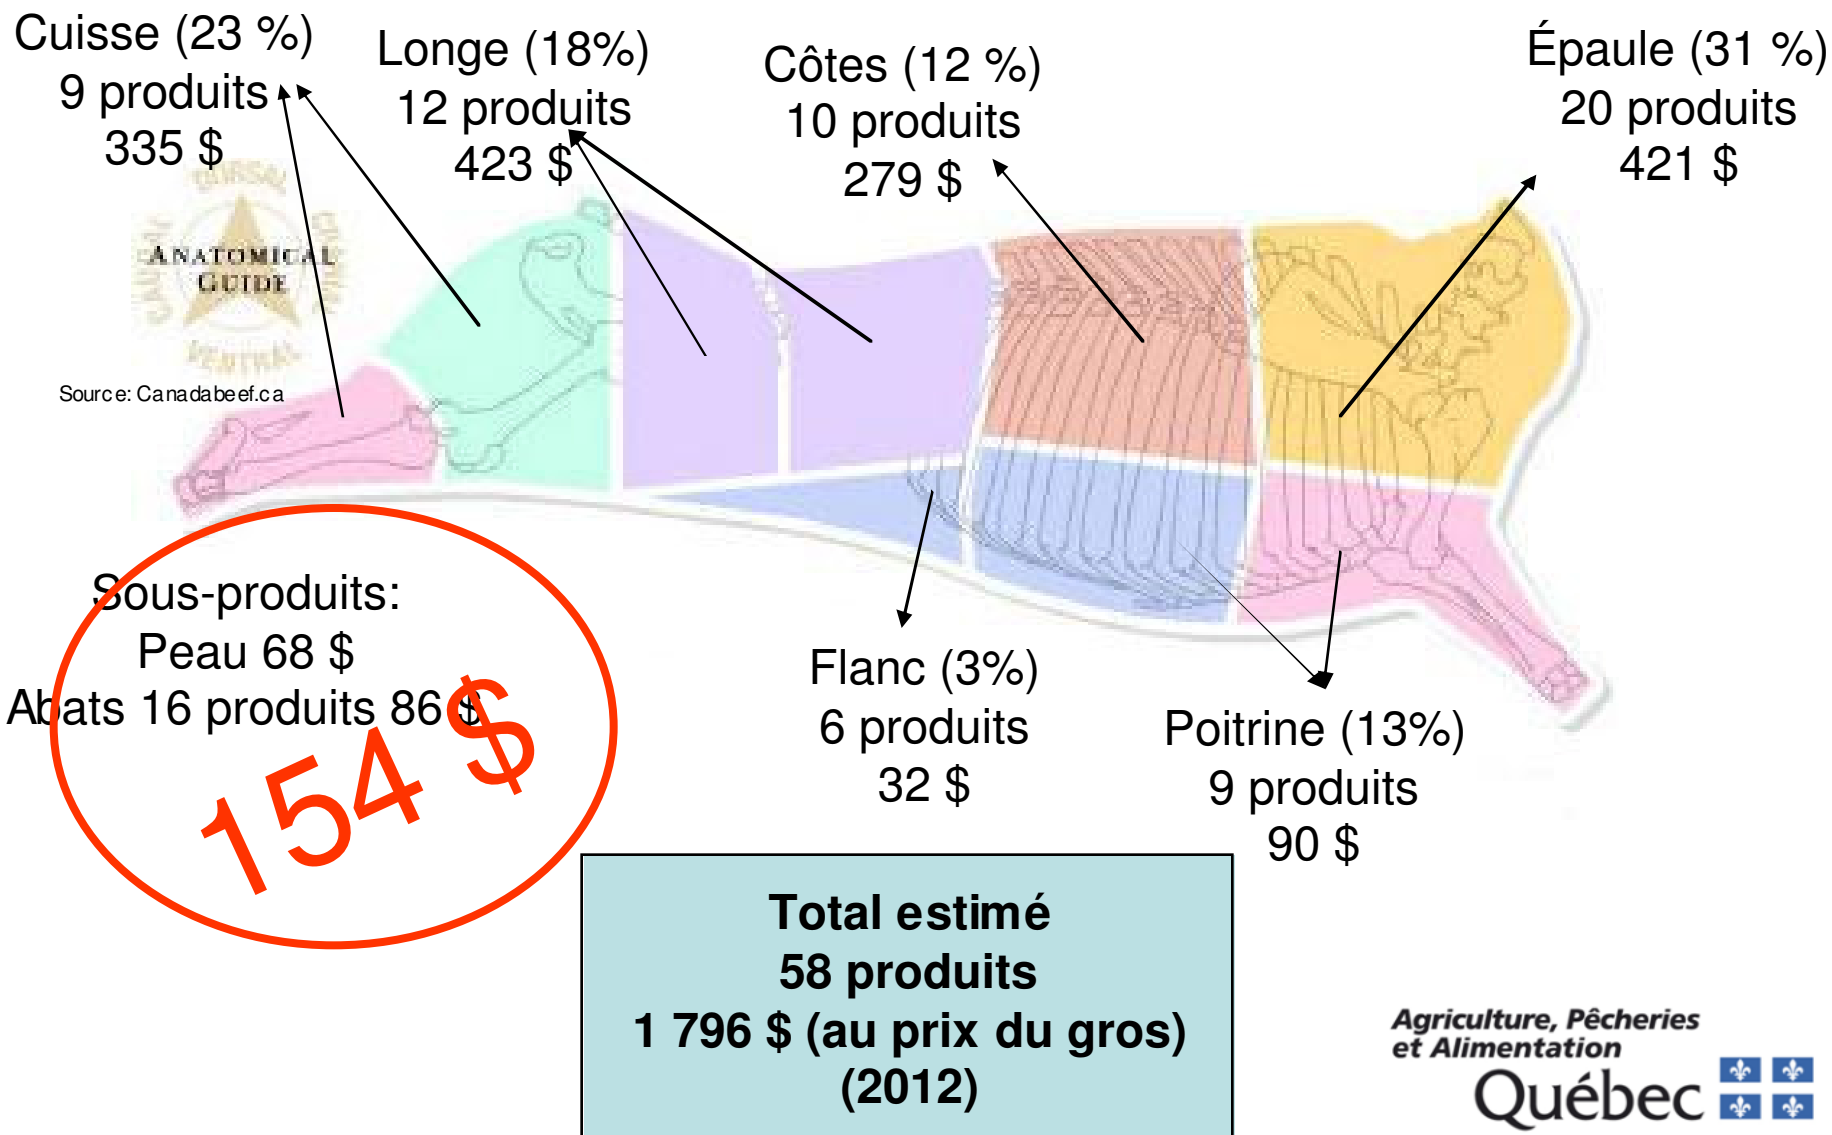 Cuisse (23 %)
9 produits
335 $
Longe (18%)
12 produits
423 $
Côtes (12 %)
10 produits
279 $
Épaule (31 %)
20 produits
421 $
DORSAL
CAUDAL
ANATOMICAL
GUIDE
VENTRAL
Source: Canadabeef.ca
Sous-produits:
Peau 68 $
Abats 16 produits 86 $
154 $
Flanc (3%)
6 produits
32 $
Poitrine (13%)
9 produits
90 $
Total estimé
58 produits
1 796 $ (au prix du gros)
(2012)
Agriculture, Pêcheries
et Alimentation
Québec